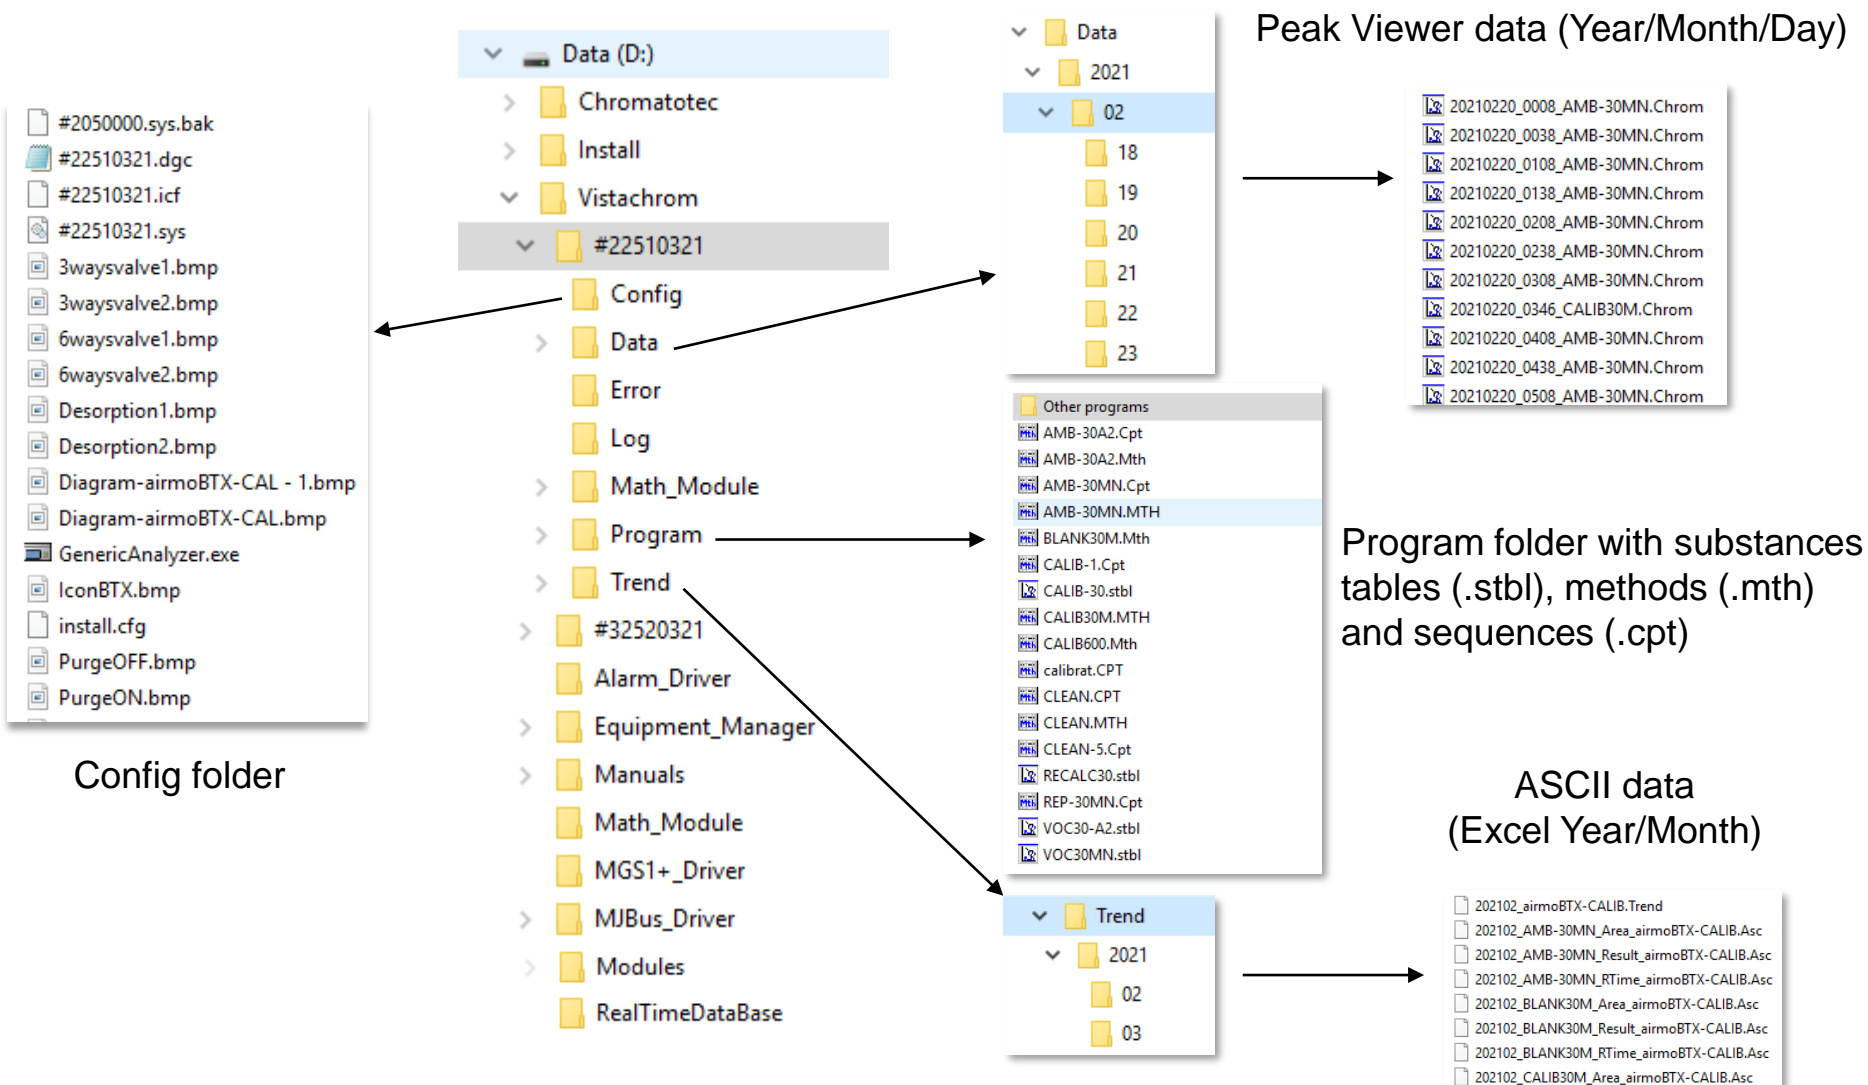 Peak Viewer data (Year/Month/Day)
#2050000.sys.bak
#22510321.dgc
#22510321.icf
#22510321.sys
3waysvalve1.bmp
3waysvalve2.bmp
6waysvalve1.bmp
6waysvalve2.bmp
Desorption1.bmp
Desorption2.bmp
Diagram-airmoBTX-CAL - 1.bmp
Diagram-airmoBTX-CAL.bmp
GenericAnalyzer.exe
IconBTX.bmp
install.cfg
PurgeOFF.bmp
PurgeON.bmp
Config folder
Data (D:)
Chromatotec
Install
Vistachrom
#22510321
Config
Data
Error
Log
Math_Module
Program
Trend
#32520321
Alarm_Driver
Equipment_Manager
Manuals
Math_Module
MGS1+_Driver
MJBus_Driver
Modules
RealTimeDataBase
Data
2021
02
18
19
20
21
22
23
20210220_0008_AMB-30MN.Chrom
20210220_0038_AMB-30MN.Chrom
20210220_0108_AMB-30MN.Chrom
20210220_0138_AMB-30MN.Chrom
20210220_0208_AMB-30MN.Chrom
20210220_0238_AMB-30MN.Chrom
20210220_0308_AMB-30MN.Chrom
20210220_0346_CALIB30M.Chrom
20210220_0408_AMB-30MN.Chrom
20210220_0438_AMB-30MN.Chrom
20210220_0508_AMB-30MN.Chrom
Other programs
AMB-30A2.Cpt
AMB-30A2.Mth
AMB-30MN.Cpt
AMB-30MN.MTH
BLANK30M.Mth
CALIB-1.Cpt
CALIB-30.stbl
CALIB30M.MTH
CALIB600.Mth
calibrat.CPT
CLEAN.CPT
CLEAN.MTH
CLEAN-5.Cpt
RECALC30.stbl
REP-30MN.Cpt
VOC30-A2.stbl
VOC30MN.stbl
Program folder with substances
tables (.stbl), methods (.mth)
and sequences (.cpt)
Trend
2021
02
03
ASCII data
(Excel Year/Month)
202102_airmoBTX-CALIB.Trend
202102_AMB-30MN_Area_airmoBTX-CALIB.Asc
202102_AMB-30MN_Result_airmoBTX-CALIB.Asc
202102_AMB-30MN_RTime_airmoBTX-CALIB.Asc
202102_BLANK30M_Area_airmoBTX-CALIB.Asc
202102_BLANK30M_Result_airmoBTX-CALIB.Asc
202102_BLANK30M_RTime_airmoBTX-CALIB.Asc
202102_CALIB30M_Area_airmoBTX-CALIB.Asc